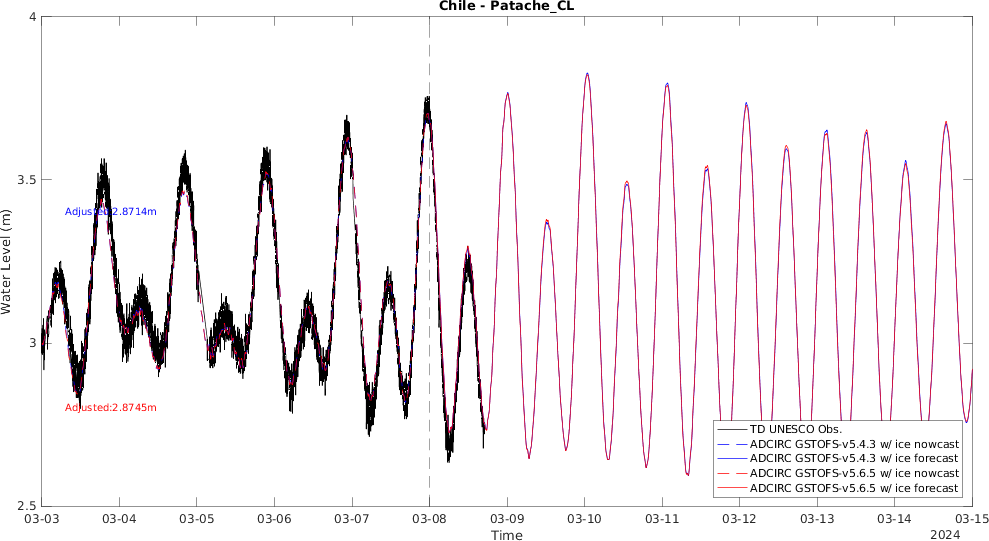 Chile - Patache_CL
4
3.5
3
2.5
Water Level (m)
Adjusted:2.8714m
Adjusted:2.8745m
TD UNESCO Obs.
ADCIRC GSTOFS-v5.4.3 w/ ice nowcast
ADCIRC GSTOFS-v5.4.3 w/ ice forecast
ADCIRC GSTOFS-v5.6.5 w/ ice nowcast
ADCIRC GSTOFS-v5.6.5 w/ ice forecast
03-03 03-04 03-05 03-06 03-07 03-08 03-09 03-10 03-11 03-12 03-13 03-14 03-15
Time
2024